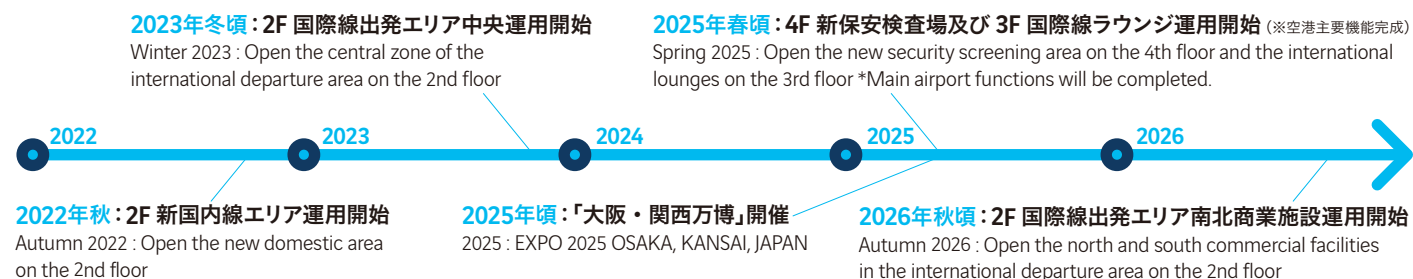 2023年冬頃：2F 国際線出発エリア中央運用開始
Winter 2023 : Open the central zone of the
international departure area on the 2nd floor
2025年春頃：4F 新保安検査場及び 3F 国際線ラウンジ運用開始 (※空港主要機能完成)
Spring 2025 : Open the new security screening area on the 4th floor and the international
lounges on the 3rd floor *Main airport functions will be completed.
2022
2023
2024
2025
2026
2022年秋：2F 新国内線エリア運用開始
Autumn 2022 : Open the new domestic area
on the 2nd floor
2025年頃：「大阪・関西万博」開催
2025 : EXPO 2025 OSAKA, KANSAI, JAPAN
2026年秋頃：2F 国際線出発エリア南北商業施設運用開始
Autumn 2026 : Open the north and south commercial facilities
in the international departure area on the 2nd floor